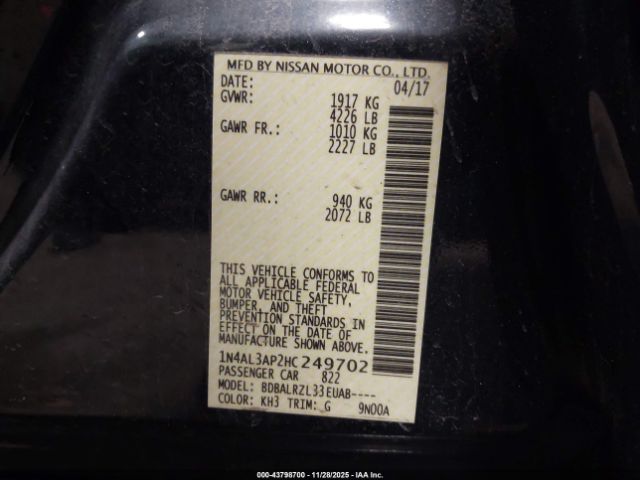 MFD BY NISSAN MOTOR CO., LTD.
DATE: 04/17
GVWR: 1917 KG
4226 LB
GAWR FR.: 1010 KG
2227 LB
GAWR RR.: 940 KG
2072 LB
THIS VEHICLE CONFORMS TO
ALL APPLICABLE FEDERAL
MOTOR VEHICLE SAFETY,
BUMPER, AND THEFT
PREVENTION STANDARDS IN
EFFECT ON THE DATE OF
MANUFACTURE SHOWN ABOVE.
1N4AL3AP2HC249702
PASSENGER CAR 822
MODEL: BDBALRZL33EUAB----
COLOR: KH3 TRIM: G 9N00A
000-43798700 - 11/28/2025 - IAA Inc.